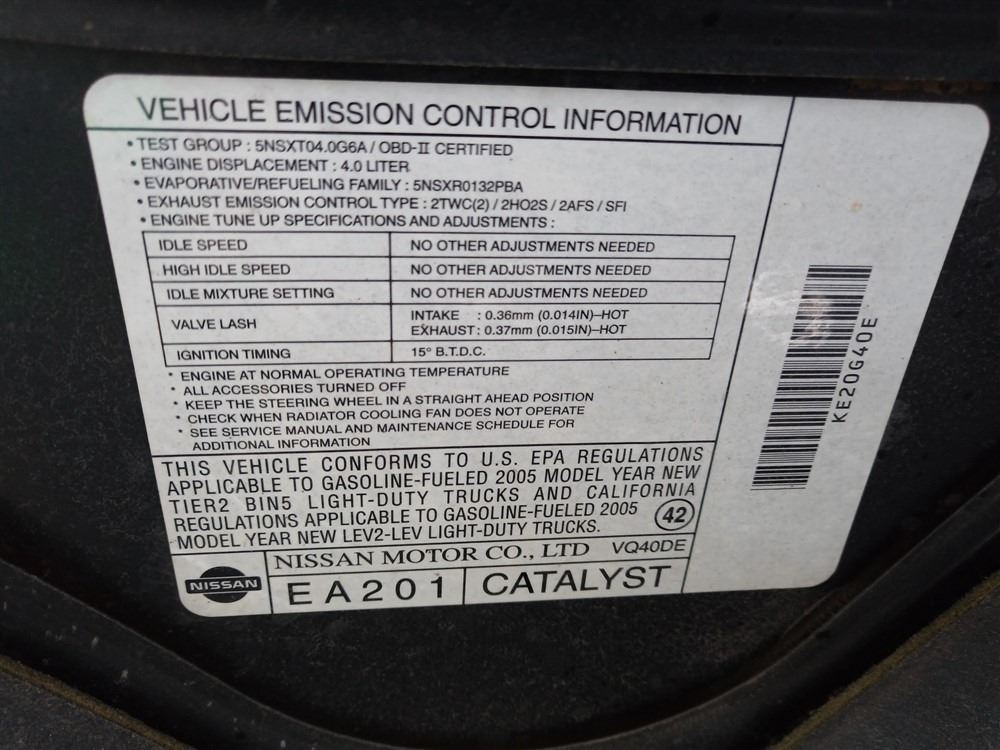 VEHICLE EMISSION CONTROL INFORMATION
• TEST GROUP : 5NSXT04.0G6A / OBD-II CERTIFIED
• ENGINE DISPLACEMENT : 4.0 LITER
• EVAPORATIVE/REFUELING FAMILY : 5NSXR0132PBA
• EXHAUST EMISSION CONTROL TYPE : 2TWC(2) / 2HO2S / 2AFS / SFI
• ENGINE TUNE UP SPECIFICATIONS AND ADJUSTMENTS :
IDLE SPEED NO OTHER ADJUSTMENTS NEEDED
HIGH IDLE SPEED NO OTHER ADJUSTMENTS NEEDED
IDLE MIXTURE SETTING NO OTHER ADJUSTMENTS NEEDED
VALVE LASH INTAKE : 0.36mm (0.014IN)–HOT
EXHAUST : 0.37mm (0.015IN)–HOT
IGNITION TIMING 15° B.T.D.C.
* ENGINE AT NORMAL OPERATING TEMPERATURE
* ALL ACCESSORIES TURNED OFF
* KEEP THE STEERING WHEEL IN A STRAIGHT AHEAD POSITION
* CHECK WHEN RADIATOR COOLING FAN DOES NOT OPERATE
* SEE SERVICE MANUAL AND MAINTENANCE SCHEDULE FOR
ADDITIONAL INFORMATION
THIS VEHICLE CONFORMS TO U.S. EPA REGULATIONS
APPLICABLE TO GASOLINE-FUELED 2005 MODEL YEAR NEW
TIER2 BIN5 LIGHT-DUTY TRUCKS AND CALIFORNIA
REGULATIONS APPLICABLE TO GASOLINE-FUELED 2005
MODEL YEAR NEW LEV2-LEV LIGHT-DUTY TRUCKS.
42
NISSAN
NISSAN MOTOR CO., LTD VQ40DE
EA201 CATALYST
KE20G40E